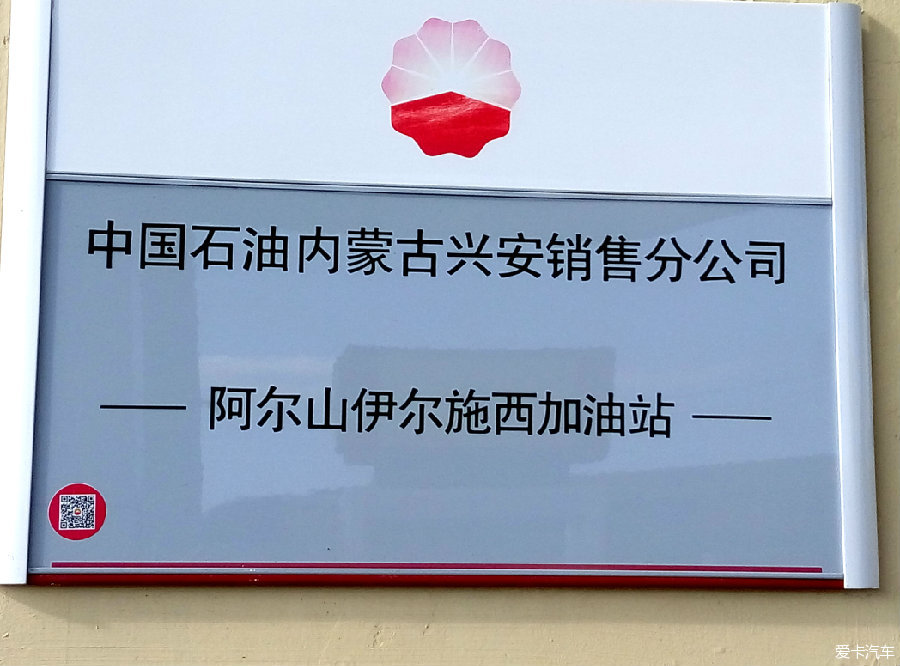 中国石油内蒙古兴安销售分公司
—— 阿尔山伊尔施西加油站 ——
爱卡汽车